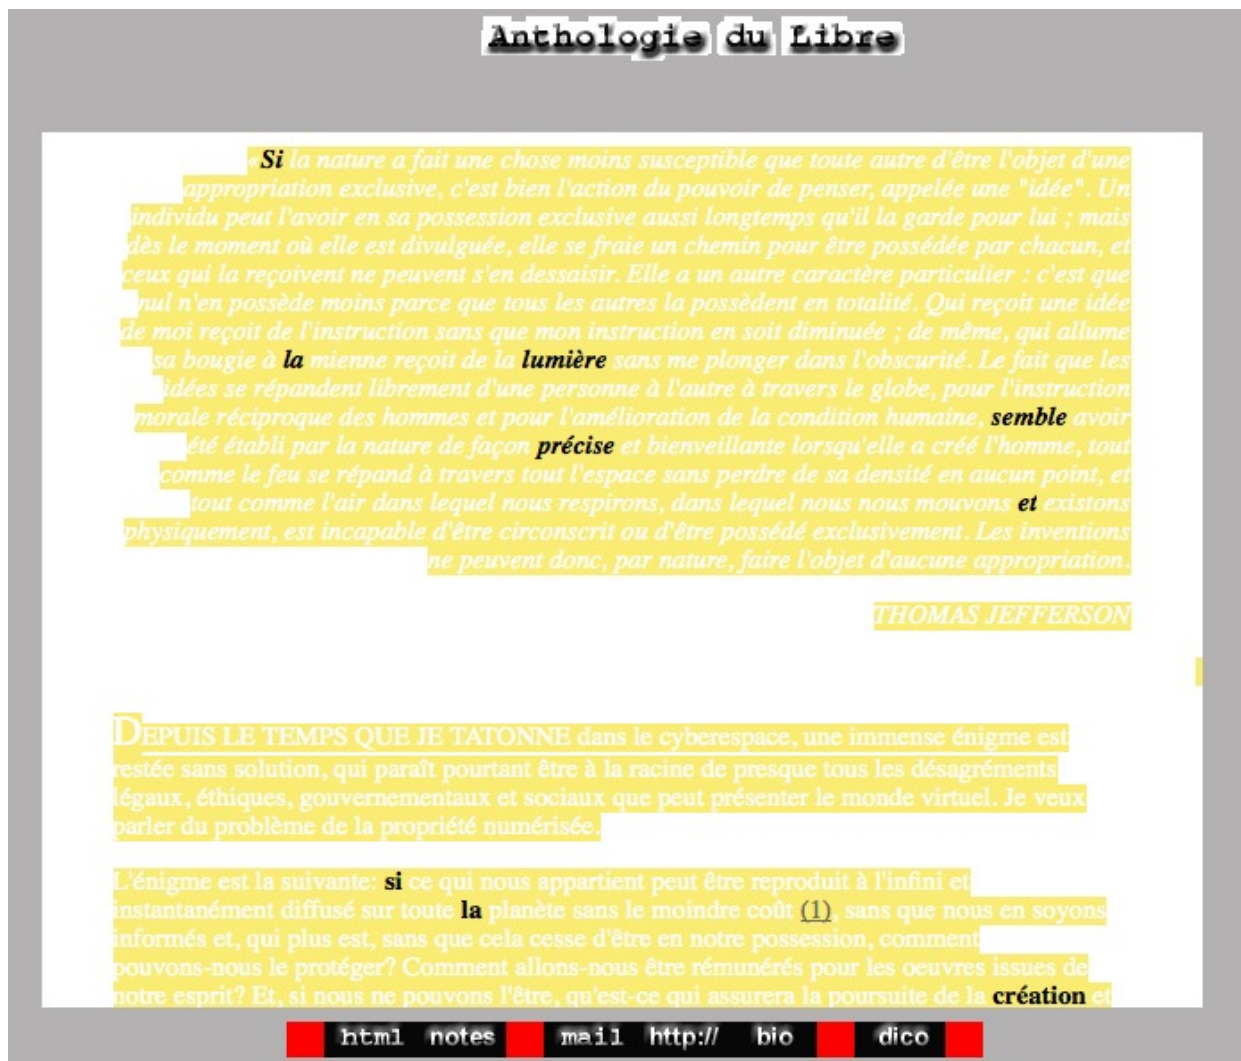 Anthologie du Libre
«Si la nature a fait une chose moins susceptible que toute autre d'être l'objet d'une
appropriation exclusive, c'est bien l'action du pouvoir de penser, appelée une "idée". Un
individu peut l'avoir en sa possession exclusive aussi longtemps qu'il la garde pour lui ; mais
dès le moment où elle est divulguée, elle se fraie un chemin pour être possédée par chacun, et
ceux qui la reçoivent ne peuvent s'en dessaisir. Elle a un autre caractère particulier : c'est que
nul n'en possède moins parce que tous les autres la possèdent en totalité. Qui reçoit une idée
de moi reçoit de l'instruction sans que mon instruction en soit diminuée ; de même, qui allume
sa bougie à la mienne reçoit de la lumière sans me plonger dans l'obscurité. Le fait que les
idées se répandent librement d'une personne à l'autre à travers le globe, pour l'instruction
morale réciproque des hommes et pour l'amélioration de la condition humaine, semble avoir
été établi par la nature de façon précise et bienveillante lorsqu'elle a créé l'homme, tout
comme le feu se répand à travers tout l'espace sans perdre de sa densité en aucun point, et
tout comme l'air dans lequel nous respirons, dans lequel nous nous mouvons et existons
physiquement, est incapable d'être circonscrit ou d'être possédé exclusivement. Les inventions
ne peuvent donc, par nature, faire l'objet d'aucune appropriation.
THOMAS JEFFERSON
DEPUIS LE TEMPS QUE JE TATONNE dans le cyberespace, une immense énigme est
restée sans solution, qui paraît pourtant être à la racine de presque tous les désagréments
légaux, éthiques, gouvernementaux et sociaux que peut présenter le monde virtuel. Je veux
parler du problème de la propriété numérisée.
L'énigme est la suivante: si ce qui nous appartient peut être reproduit à l'infini et
instantanément diffusé sur toute la planète sans le moindre coût (1), sans que nous en soyons
informés et, qui plus est, sans que cela cesse d'être en notre possession, comment
pouvons-nous le protéger? Comment allons-nous être rémunérés pour les oeuvres issues de
notre esprit? Et, si nous ne pouvons l'être, qu'est-ce qui assurera la poursuite de la création et
html notes mail http:// bio dico